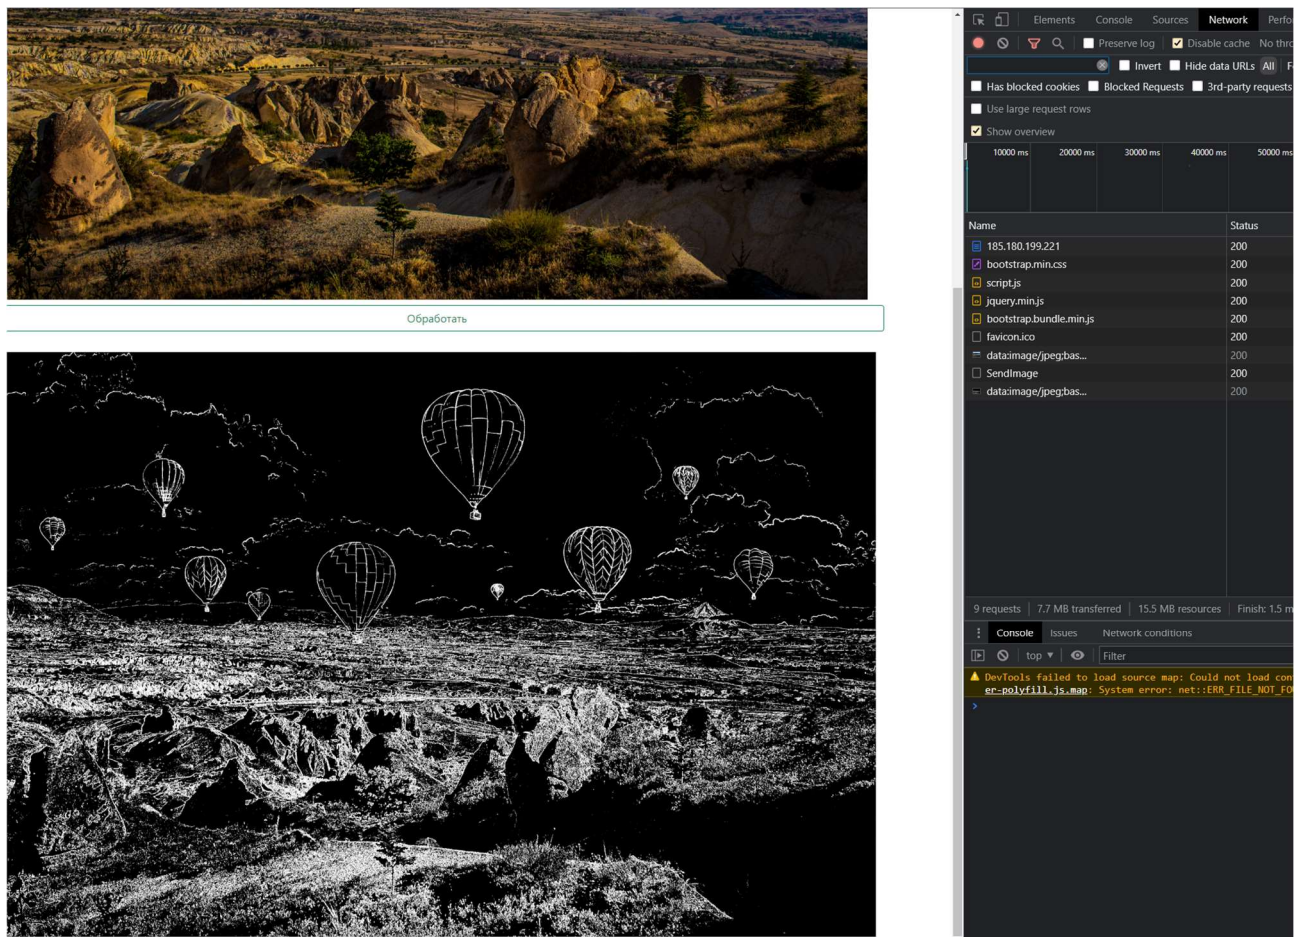 Обработать
Elements Console Sources Network Perfo
Preserve log Disable cache No thro
Invert Hide data URLs All F
Has blocked cookies Blocked Requests 3rd-party requests
Use large request rows
Show overview
10000 ms 20000 ms 30000 ms 40000 ms 50000 ms
Name Status
185.180.199.221 200
bootstrap.min.css 200
script.js 200
jquery.min.js 200
bootstrap.bundle.min.js 200
favicon.ico 200
data:image/jpeg;bas... 200
SendImage 200
data:image/jpeg;bas... 200
9 requests 7.7 MB transferred 15.5 MB resources Finish: 1.5 m
Console Issues Network conditions
top Filter
DevTools failed to load source map: Could not load con
er-polyfill.js.map: System error: net::ERR_FILE_NOT_FO